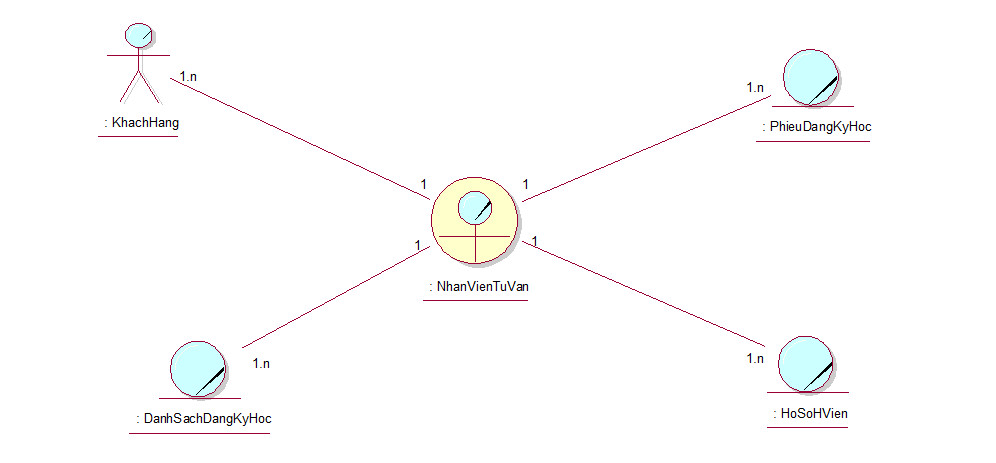 1.n
: KhachHang
1.n
: PhieuDangKyHoc
1
1
1
1
: NhanVienTuVan
1.n
: DanhSachDangKyHoc
1.n
: HoSoHVien